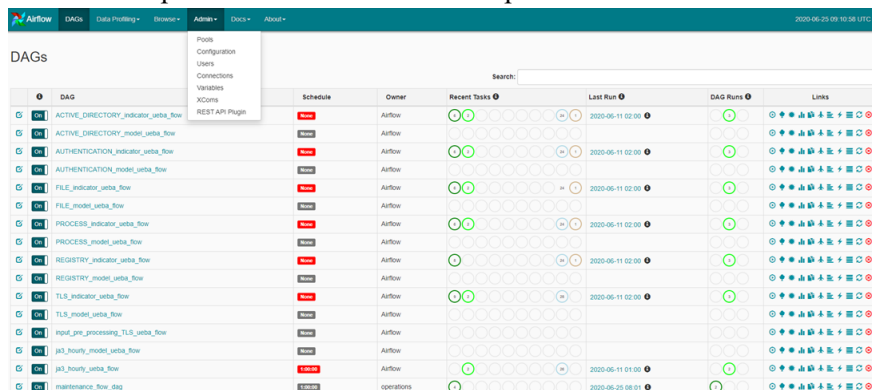 Airflow DAGs Data Profiling Browse Admin Docs About 2020-06-25 09:10:58 UTC
Pools
Configuration
Users
Connections
Variables
XComs
REST API Plugin
DAGs
Search:
DAG Schedule Owner Recent Tasks Last Run DAG Runs Links
On ACTIVE_DIRECTORY_indicator_ueba_flow None Airflow 2020-06-11 02:00
On ACTIVE_DIRECTORY_model_ueba_flow None Airflow
On AUTHENTICATION_indicator_ueba_flow None Airflow 2020-06-11 02:00
On AUTHENTICATION_model_ueba_flow None Airflow
On FILE_indicator_ueba_flow None Airflow 2020-06-11 02:00
On FILE_model_ueba_flow None Airflow
On PROCESS_indicator_ueba_flow None Airflow 2020-06-11 02:00
On PROCESS_model_ueba_flow None Airflow
On REGISTRY_indicator_ueba_flow None Airflow 2020-06-11 02:00
On REGISTRY_model_ueba_flow None Airflow
On TLS_indicator_ueba_flow None Airflow 2020-06-11 02:00
On TLS_model_ueba_flow None Airflow
On input_pre_processing_TLS_ueba_flow None Airflow
On ja3_hourly_model_ueba_flow None Airflow
On ja3_hourly_ueba_flow 1:00:00 Airflow 2020-06-11 01:00
On maintenance_flow_dag 1:00:00 operations 2020-06-25 08:01